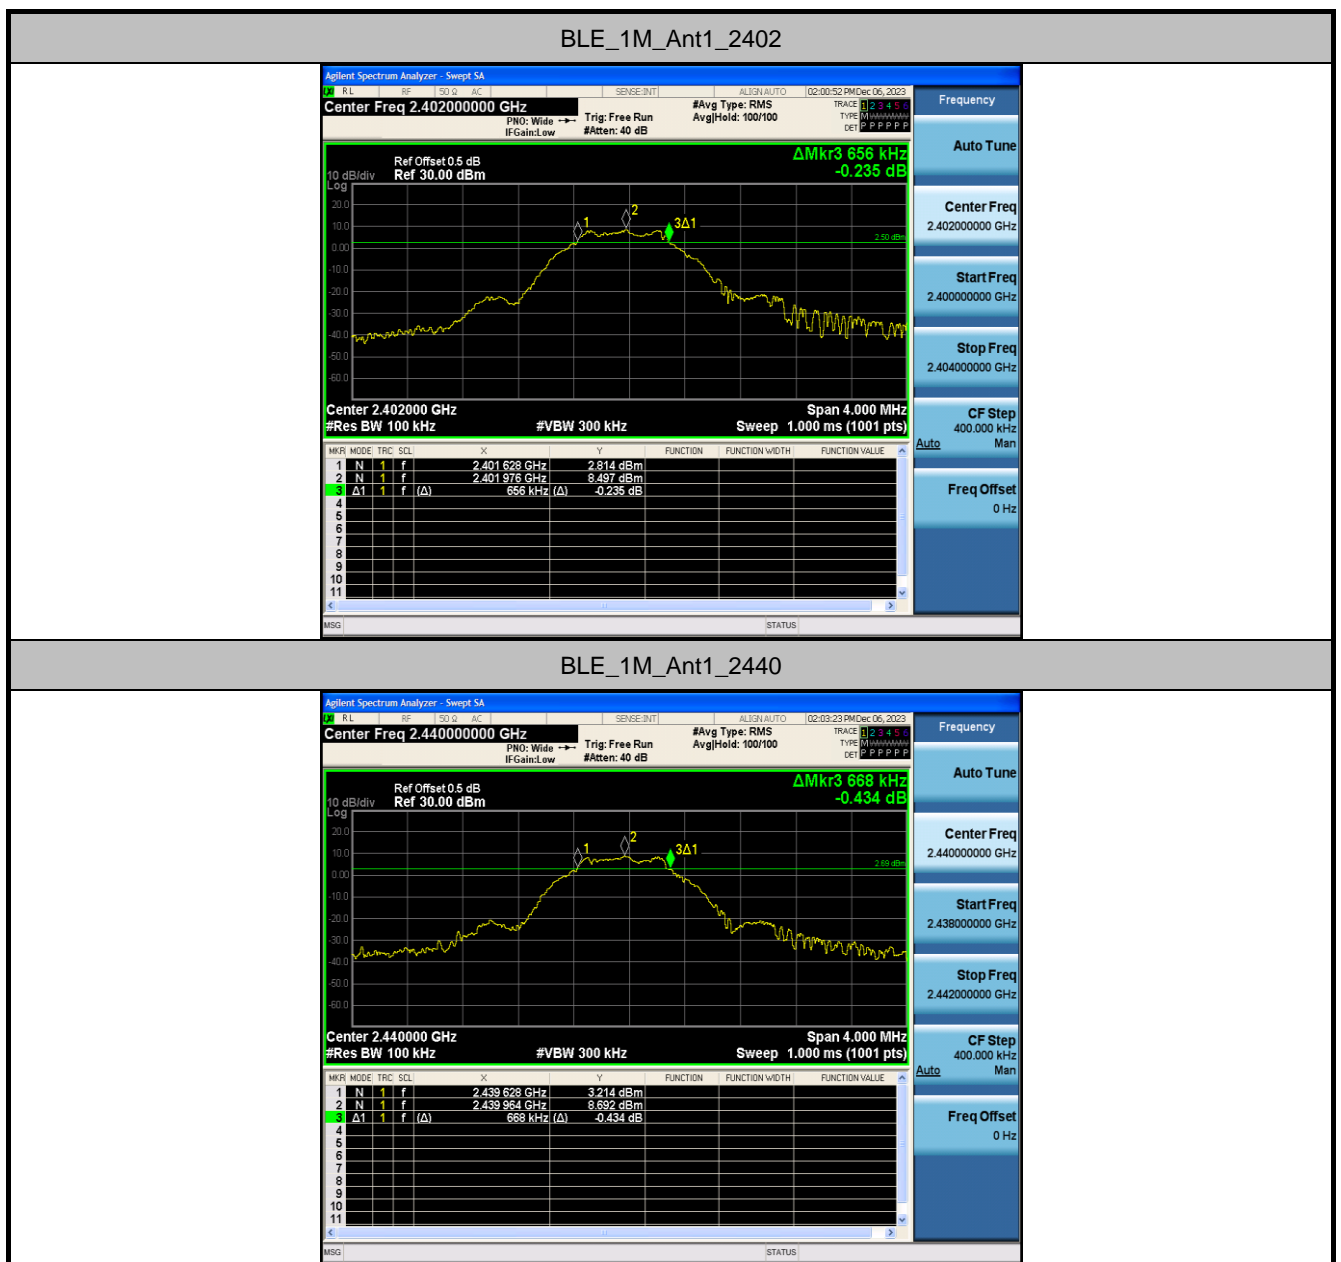 BLE_1M_Ant1_2402
Agilent Spectrum Analyzer - Swept SA
RL RF 50 Ω AC SENSE:INT ALIGN AUTO 02:00:52 PM Dec 06, 2023
Center Freq 2.402000000 GHz
PNO: Wide
IFGain:Low
Trig: Free Run
#Atten: 40 dB
#Avg Type: RMS
Avg|Hold: 100/100
TRACE 1 2 3 4 5 6
TYPE M
DET P P P P P P
ΔMkr3 656 kHz
-0.235 dB
Ref Offset 0.5 dB
10 dB/div Ref 30.00 dBm
Log
20.0
10.0
0.00
-10.0
-20.0
-30.0
-40.0
-50.0
-60.0
1
2
3Δ1
2.50 dBm
Center 2.402000 GHz Span 4.000 MHz
#Res BW 100 kHz #VBW 300 kHz Sweep 1.000 ms (1001 pts)
MKR MODE TRC SCL X Y FUNCTION FUNCTION WIDTH FUNCTION VALUE
1 N 1 f 2.401 628 GHz 2.814 dBm
2 N 1 f 2.401 976 GHz 8.497 dBm
3 Δ1 1 f (Δ) 656 kHz (Δ) -0.235 dB
4
5
6
7
8
9
10
11
MSG STATUS
Frequency
Auto Tune
Center Freq
2.402000000 GHz
Start Freq
2.400000000 GHz
Stop Freq
2.404000000 GHz
CF Step
400.000 kHz
Auto Man
Freq Offset
0 Hz
BLE_1M_Ant1_2440
Agilent Spectrum Analyzer - Swept SA
RL RF 50 Ω AC SENSE:INT ALIGN AUTO 02:03:23 PM Dec 06, 2023
Center Freq 2.440000000 GHz
PNO: Wide
IFGain:Low
Trig: Free Run
#Atten: 40 dB
#Avg Type: RMS
Avg|Hold: 100/100
TRACE 1 2 3 4 5 6
TYPE M
DET P P P P P P
ΔMkr3 668 kHz
-0.434 dB
Ref Offset 0.5 dB
10 dB/div Ref 30.00 dBm
Log
20.0
10.0
0.00
-10.0
-20.0
-30.0
-40.0
-50.0
-60.0
1
2
3Δ1
2.69 dBm
Center 2.440000 GHz Span 4.000 MHz
#Res BW 100 kHz #VBW 300 kHz Sweep 1.000 ms (1001 pts)
MKR MODE TRC SCL X Y FUNCTION FUNCTION WIDTH FUNCTION VALUE
1 N 1 f 2.439 628 GHz 3.214 dBm
2 N 1 f 2.439 964 GHz 8.692 dBm
3 Δ1 1 f (Δ) 668 kHz (Δ) -0.434 dB
4
5
6
7
8
9
10
11
MSG STATUS
Frequency
Auto Tune
Center Freq
2.440000000 GHz
Start Freq
2.438000000 GHz
Stop Freq
2.442000000 GHz
CF Step
400.000 kHz
Auto Man
Freq Offset
0 Hz